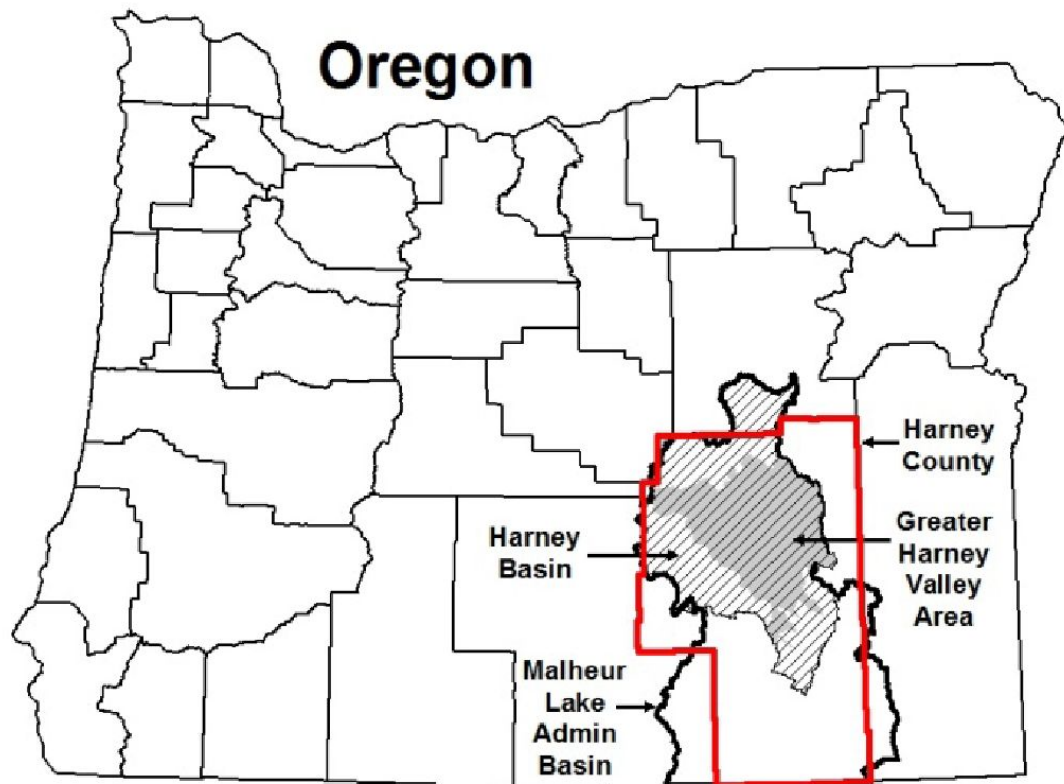 Oregon
Harney
County
Harney
Basin
Greater
Harney
Valley
Area
Malheur
Lake
Admin
Basin